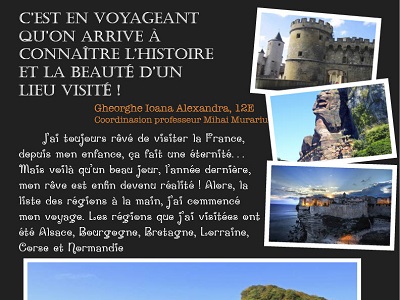 C'EST EN VOYAGEANT
QU'ON ARRIVE À
CONNAÎTRE L'HISTOIRE
ET LA BEAUTÉ D'UN
LIEU VISITÉ !
Gheorghe Ioana Alexandra, 12E
Coordinasion professeur Mihai Murariu
J'ai toujours rêvé de visiter la France,
depuis mon enfance, ça fait une éternité...
Mais voilà qu'un beau jour, l'année dernière,
mon rêve est enfin devenu réalité ! Alors, la
liste des régions à la main, j'ai commencé
mon voyage. Les régions que j'ai visitées ont
été Alsace, Bourgogne, Bretagne, Lorraine,
Corse et Normandie